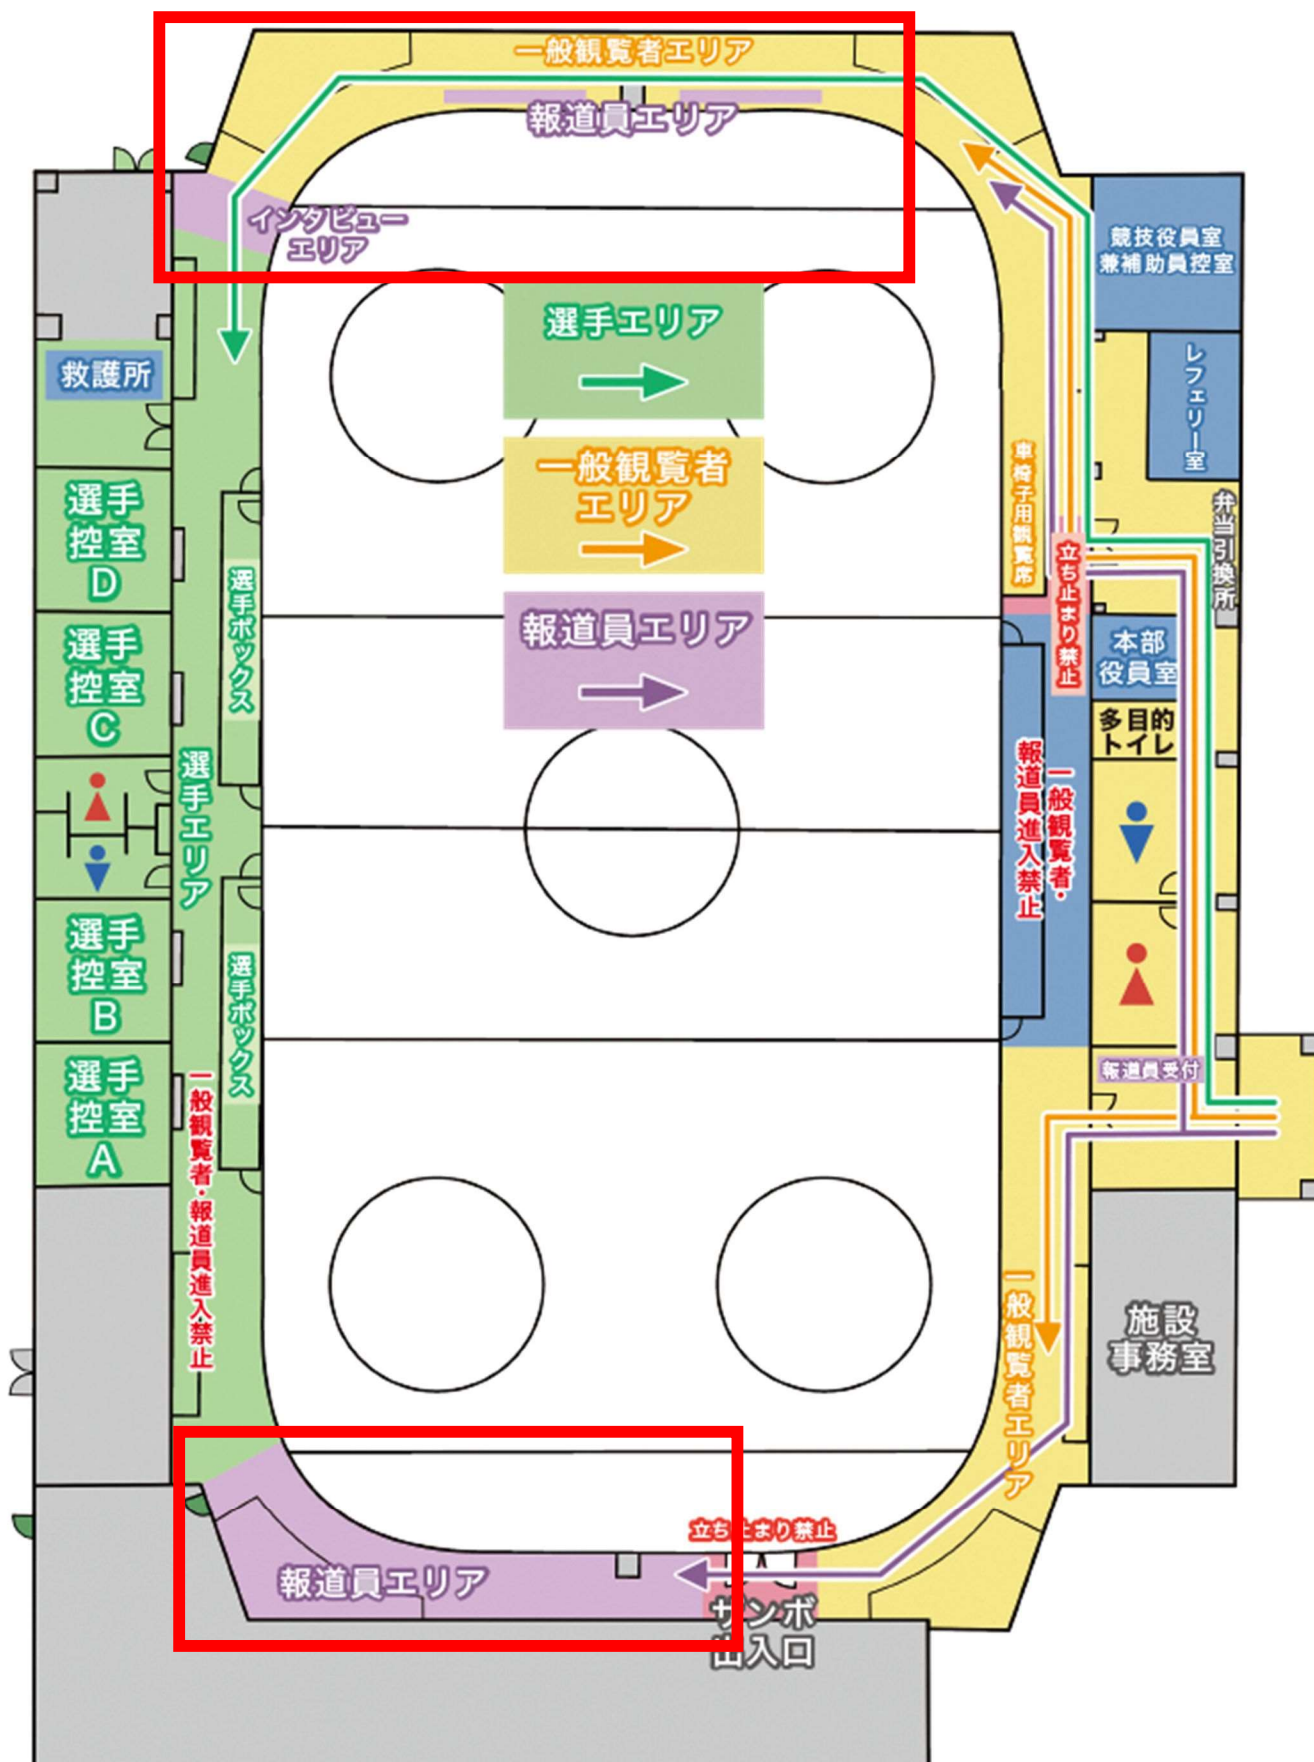 一般観覧者エリア
報道員エリア
インタビュー
エリア
競技役員室
兼補助員控室
選手エリア
救護所
レフェリー室
一般観覧者
エリア
車椅子用観覧席
弁当引換所
選手
控室
D
立ち止まり禁止
選手ボックス
報道員エリア
選手
控室
C
本部
役員室
多目的
トイレ
選手エリア
一般観覧者・
報道員進入禁止
選手
控室
B
選手ボックス
選手
控室
A
報道員受付
一般観覧者・報道員進入禁止
一般観覧者エリア
施設
事務室
立ち止まり禁止
報道員エリア
ザンボ
出入口